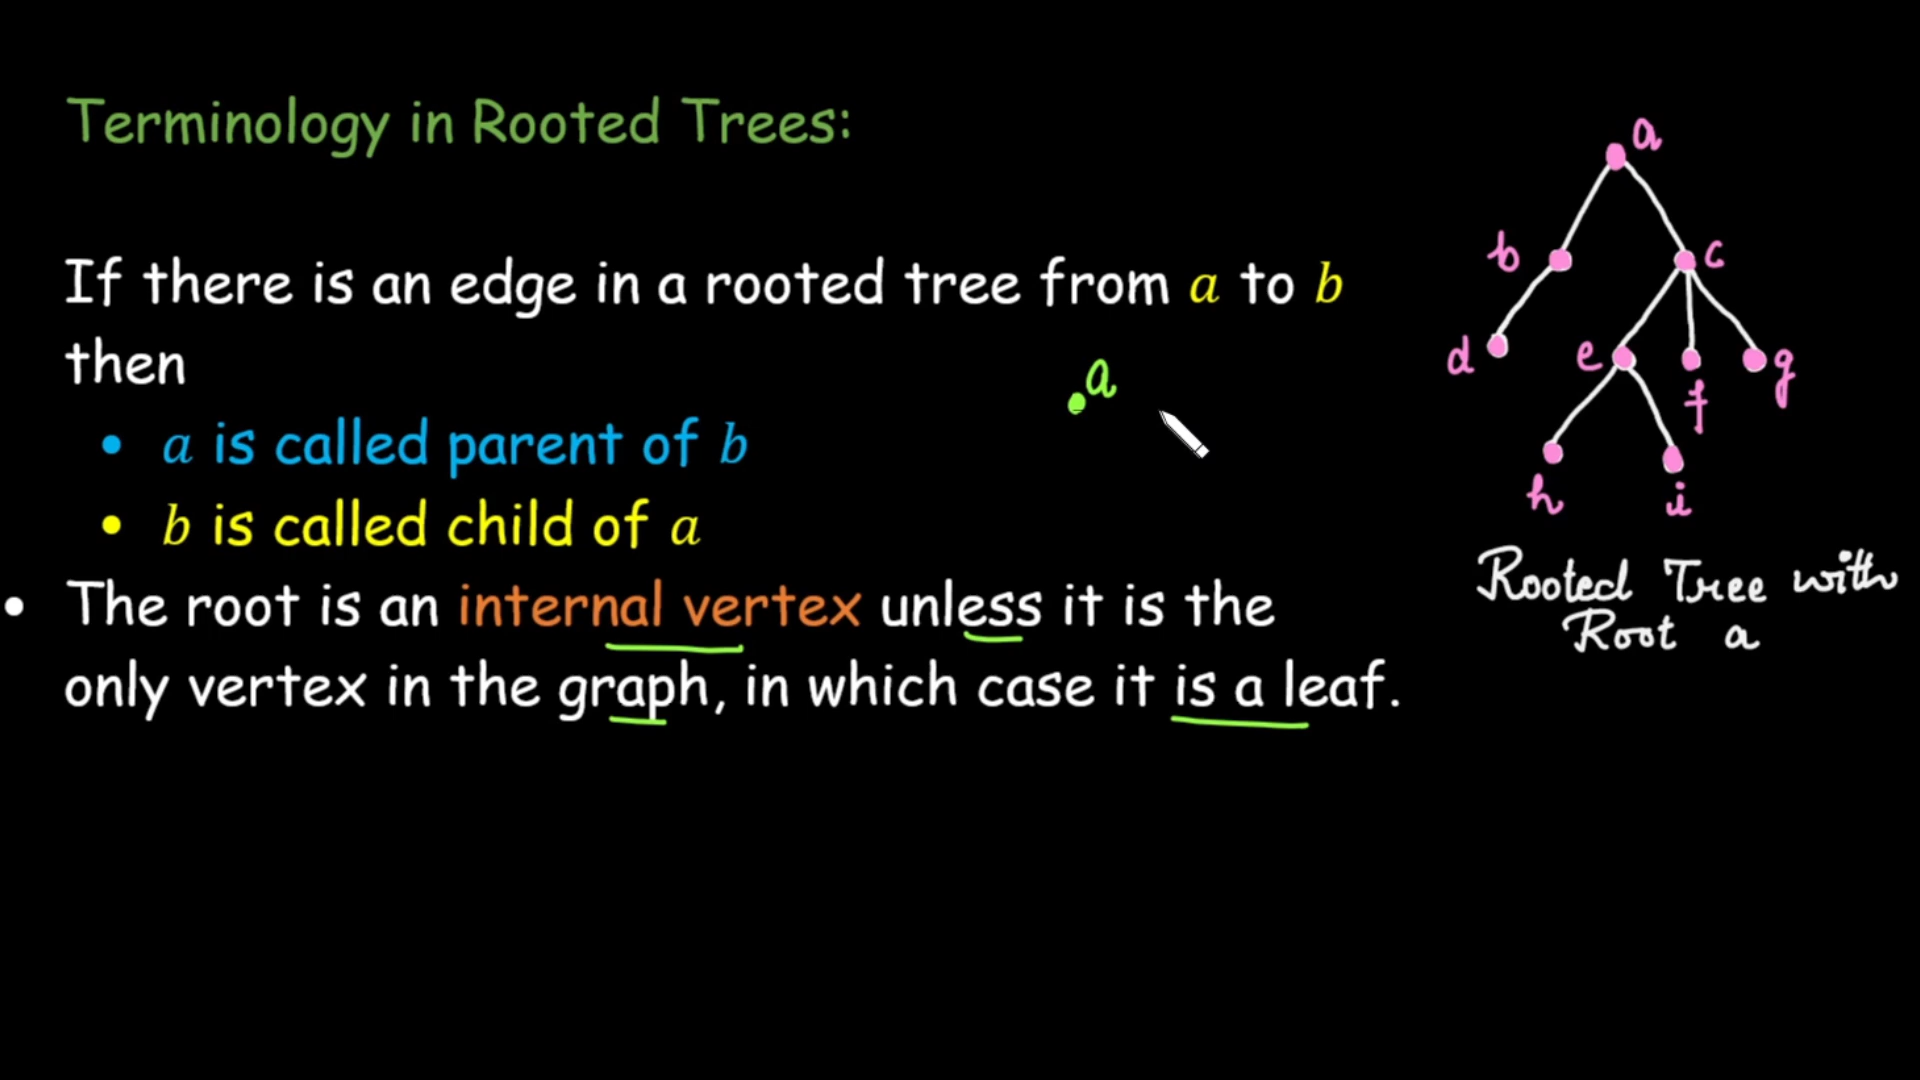 Terminology in Rooted Trees:
If there is an edge in a rooted tree from a to b
then
• a is called parent of b
• b is called child of a
• The root is an internal vertex unless it is the
only vertex in the graph, in which case it is a leaf.
a
a
b c
d e f g
h i
Rooted Tree with
Root a